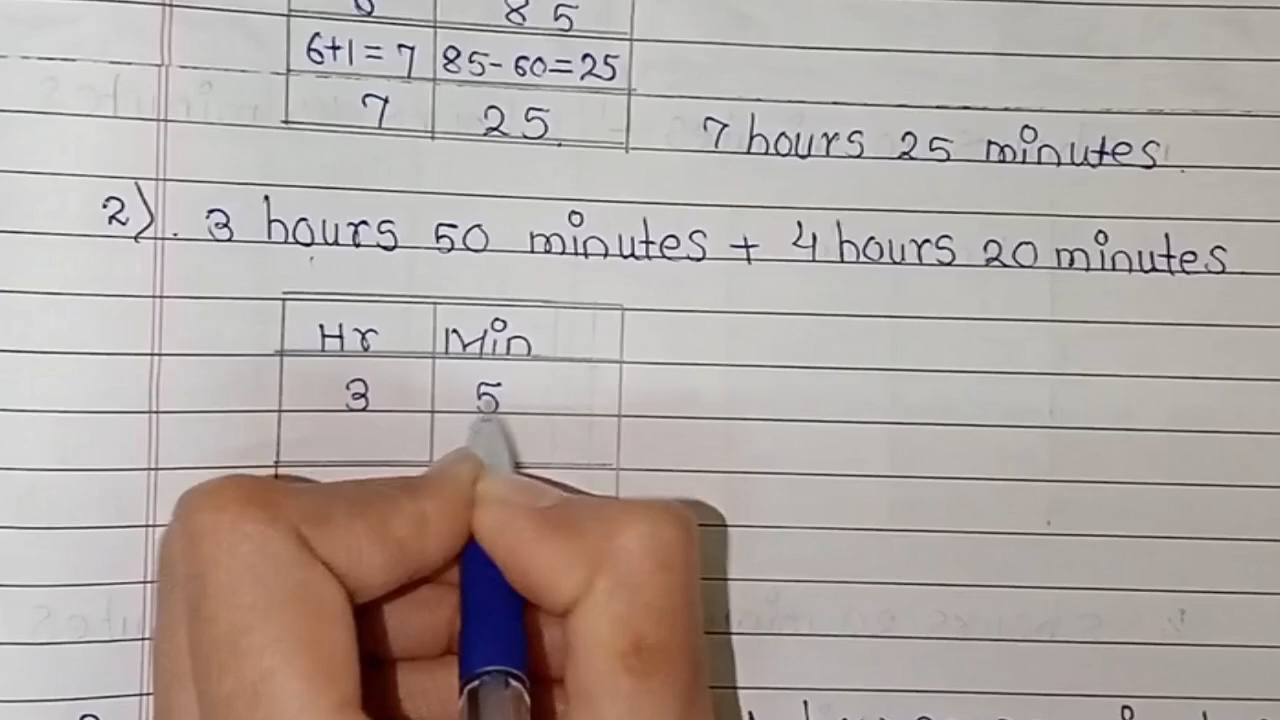 85
6+1=7 85-60=25
7 25 7 hours 25 minutes.
2). 3 hours 50 minutes + 4 hours 20 minutes
Hr Min
3 5